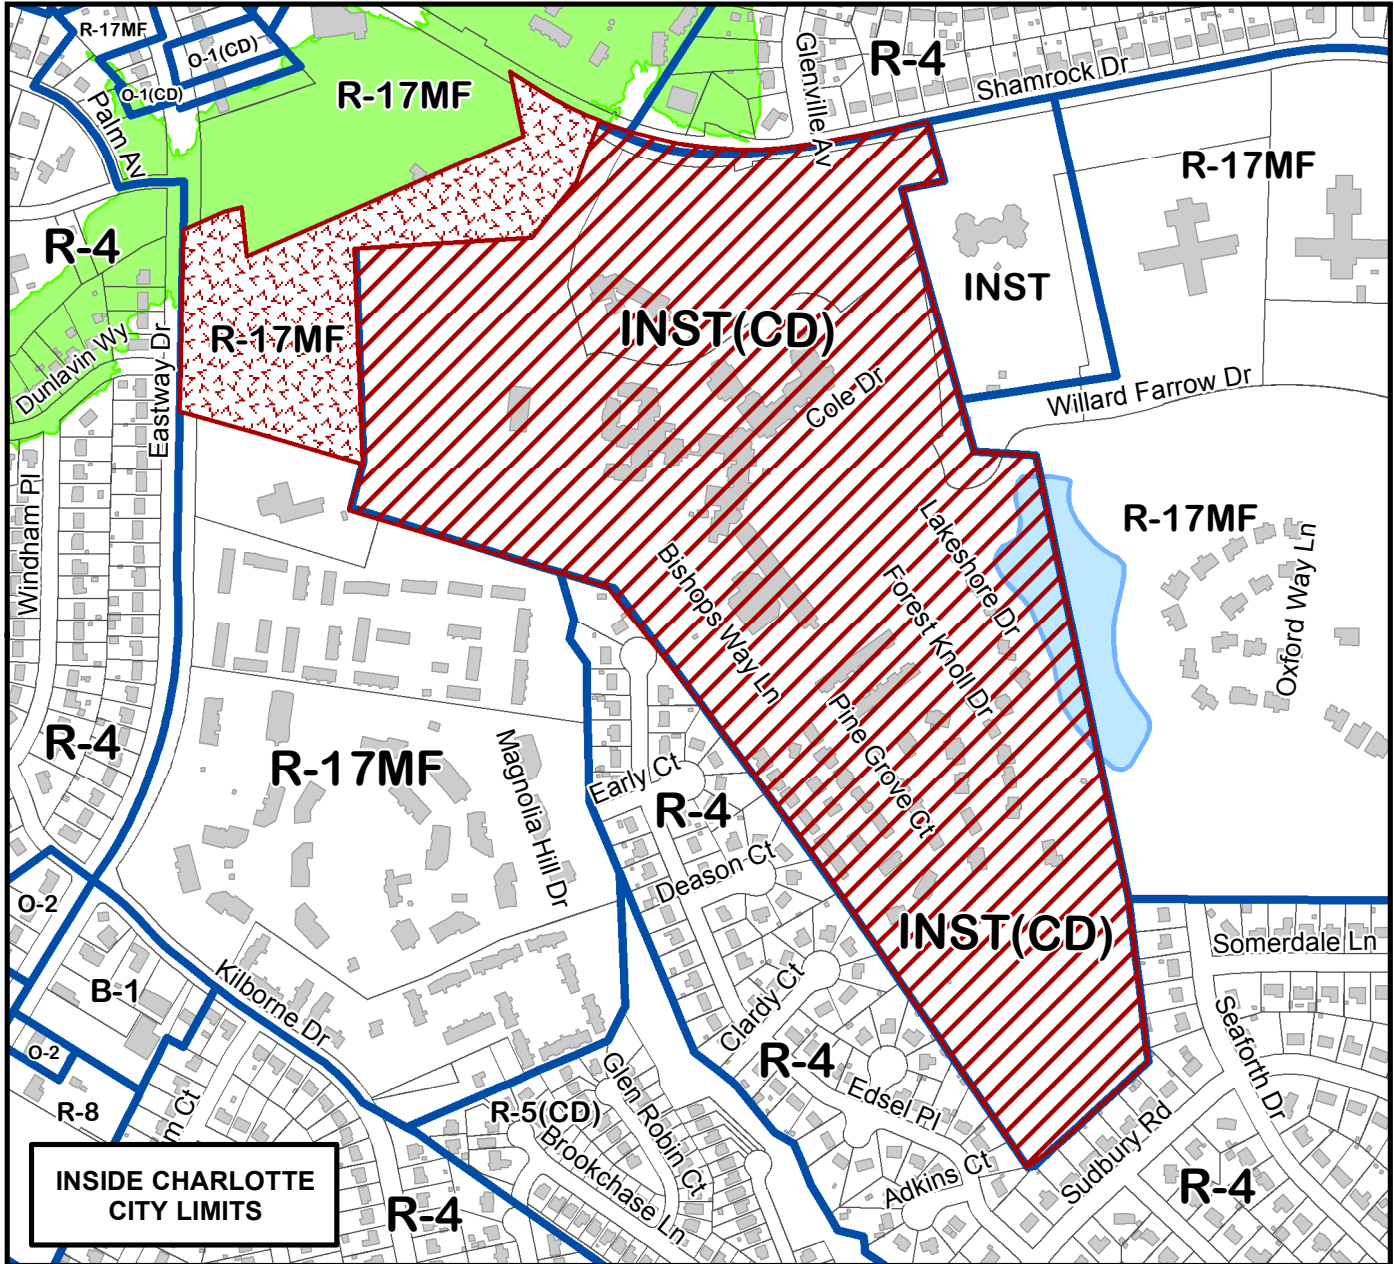 R-17MF
O-1(CD)
O-1(CD)
Palm Av
R-17MF
Glenville Av
R-4
Shamrock Dr
R-17MF
R-4
INST
INST(CD)
R-17MF
Dunlavin Wy
Eastway Dr
Cole Dr
Willard Farrow Dr
Windham Pl
R-17MF
Lakeshore Dr
Oxford Way Ln
Bishops Way Ln
Forest Knoll Dr
R-4
R-17MF
Magnolia Hill Dr
Early Ct
R-4
Pine Grove Ct
Deason Ct
O-2
INST(CD)
Somerdale Ln
B-1
Kilborne Dr
Clardy Ct
Seaforth Dr
O-2
R-4
Edsel Pl
R-8
m Ct
R-5(CD)
Glen Robin Ct
Brookchase Ln
Adkins Ct
Sudbury Rd
R-4
R-4
INSIDE CHARLOTTE
CITY LIMITS